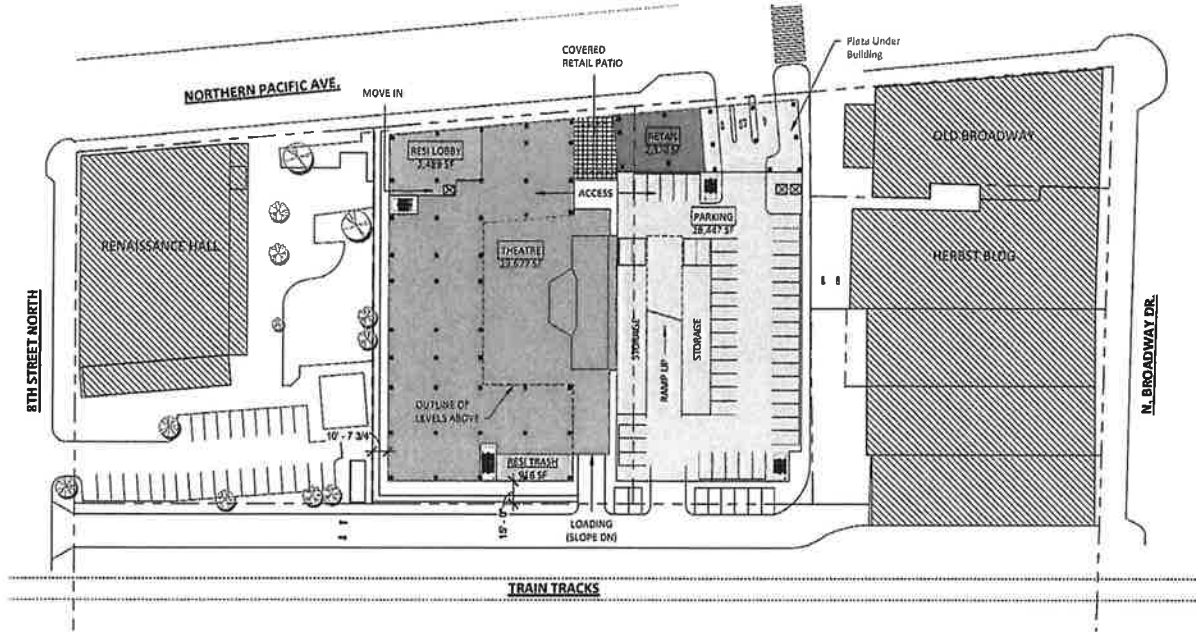 COVERED
RETAIL PATIO
Plaza Under
Building
NORTHERN PACIFIC AVE.
MOVE IN
OLD BROADWAY
RETAIL
RESI LOBBY
ACCESS
PARKING
RENAISSANCE HALL
THEATRE
HERBST BLDG
8TH STREET NORTH
N. BROADWAY DR.
STORAGE
RAMP UP
STORAGE
OUTLINE OF
LEVELS ABOVE
10' - 7 3/4"
RESI TRASH
916 SF
LOADING
(SLOPE DN)
TRAIN TRACKS